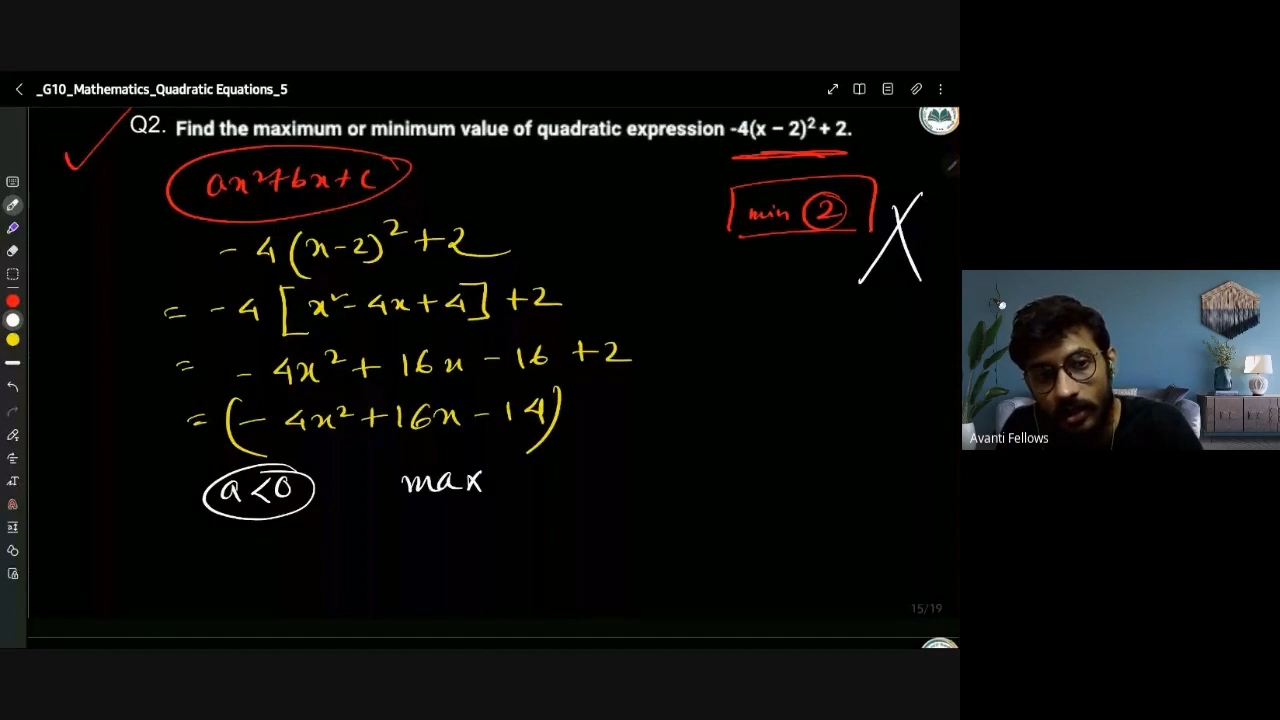 _G10_Mathematics_Quadratic Equations_5
Q2. Find the maximum or minimum value of quadratic expression -4(x – 2)² + 2.
ax²+bx+c
min 2
- 4(x-2)² +2
= - 4 [x² - 4x + 4] +2
= - 4x² + 16x - 16 +2
= (- 4x² + 16x - 14)
a<0 max
15/19
Avanti Fellows